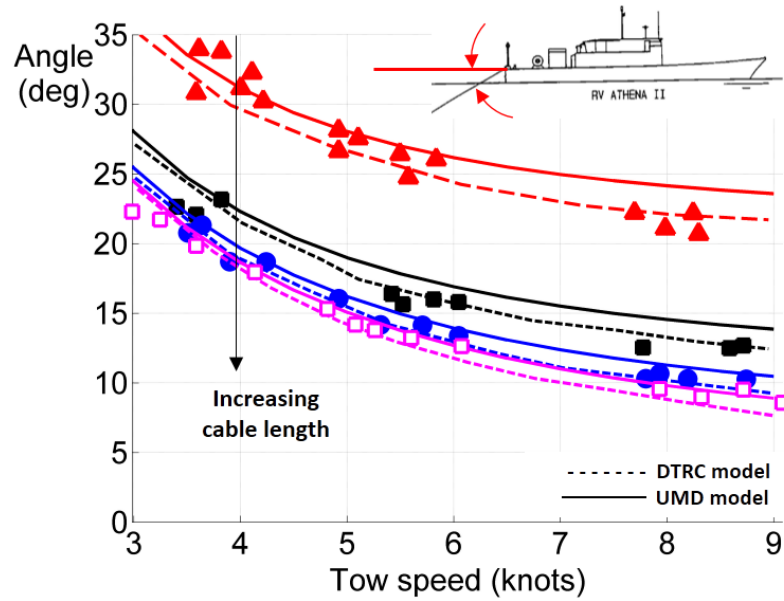 Angle
(deg)
35
30
25
20
15
10
5
0
RV ATHENA II
Increasing
cable length
DTRC model
UMD model
3 4 5 6 7 8 9
Tow speed (knots)